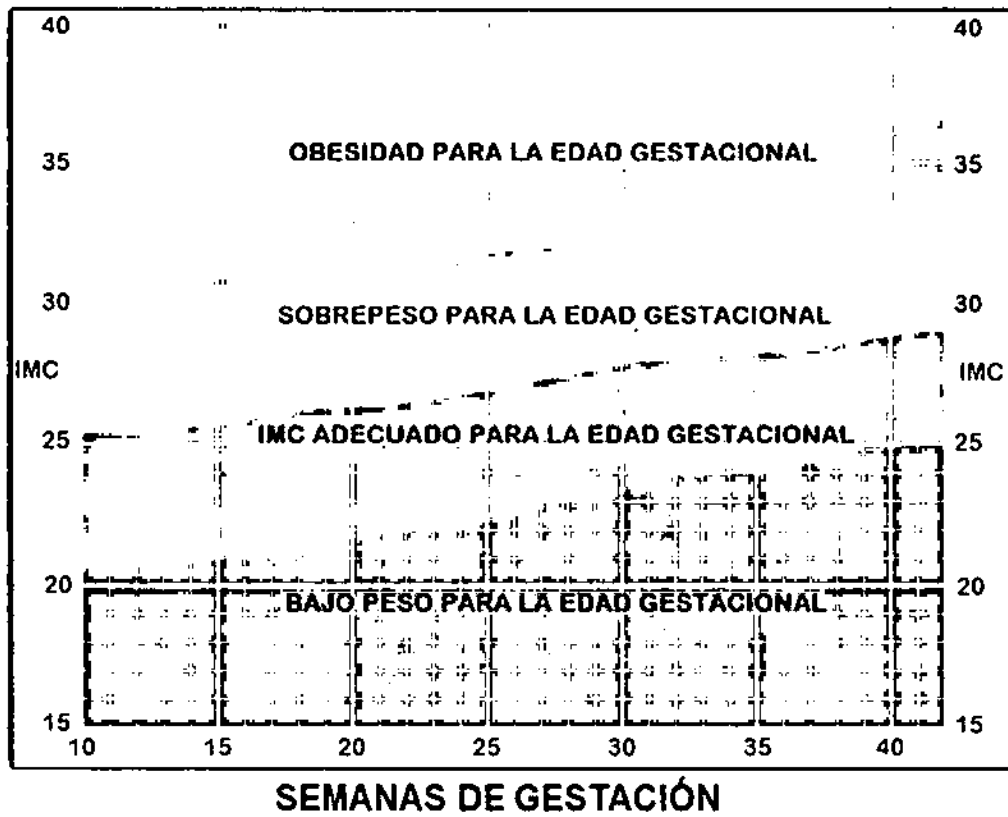 40 40
OBESIDAD PARA LA EDAD GESTACIONAL
35 35
30 30
SOBREPESO PARA LA EDAD GESTACIONAL
IMC IMC
IMC ADECUADO PARA LA EDAD GESTACIONAL
25 25
20 20
BAJO PESO PARA LA EDAD GESTACIONAL
15 15
10 15 20 25 30 35 40
SEMANAS DE GESTACIÓN